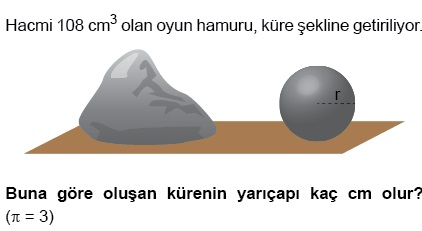 Hacmi 108 cm³ olan oyun hamuru, küre şekline getiriliyor.
r
Buna göre oluşan kürenin yarıçapı kaç cm olur?
(π = 3)